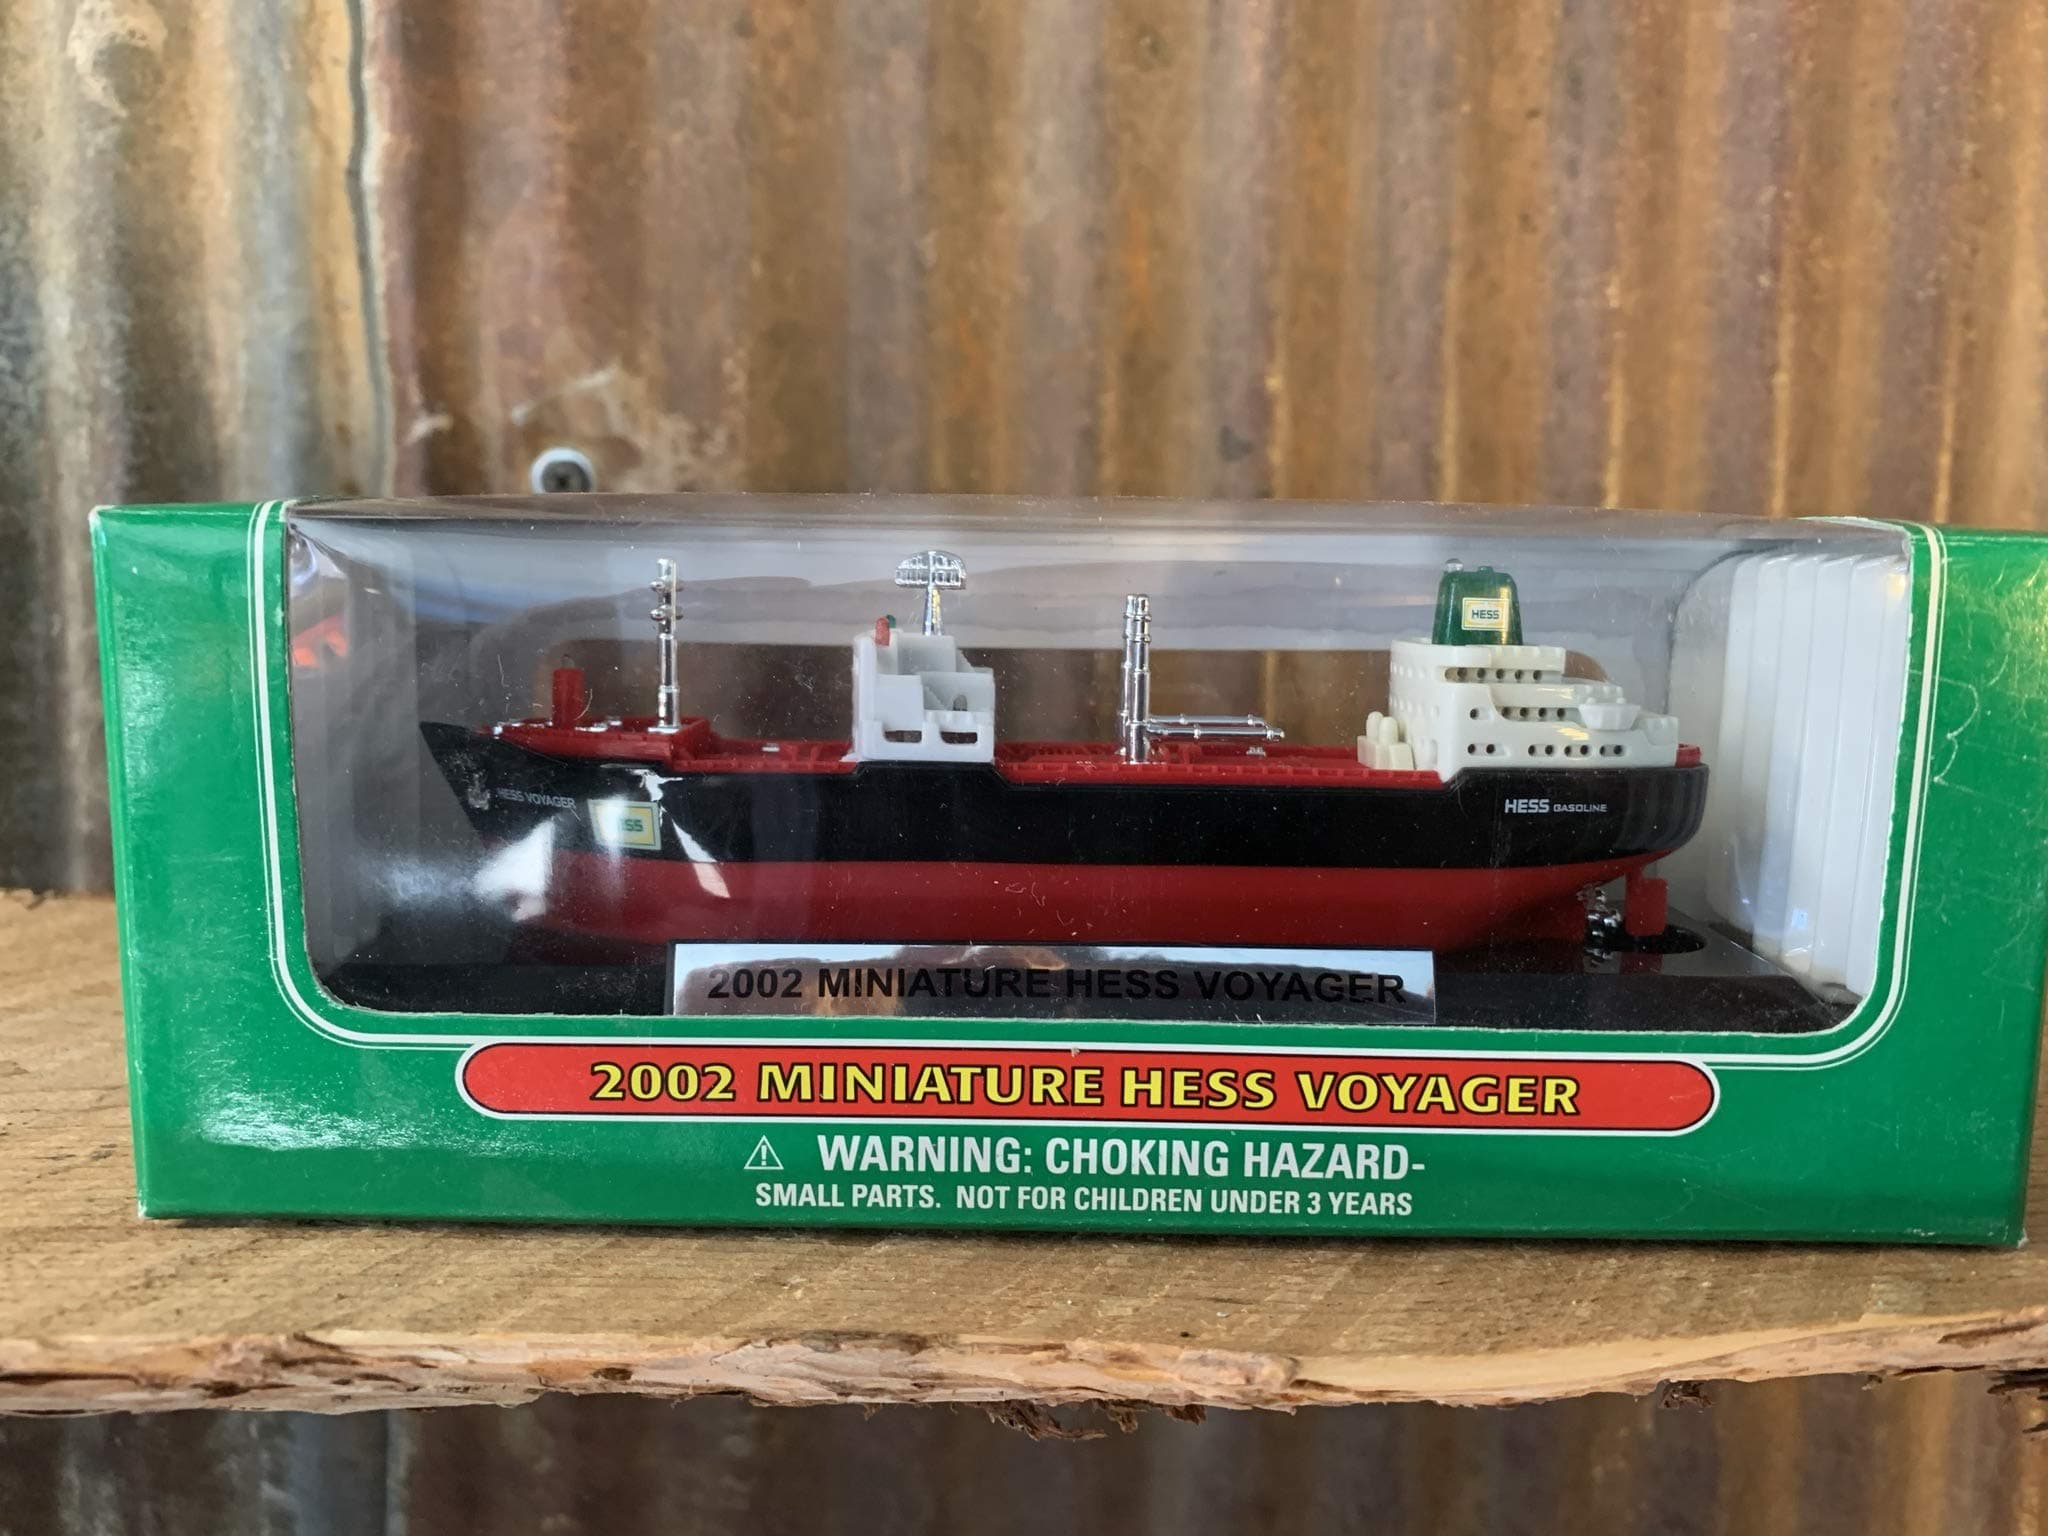 HESS
HESS VOYAGER
HESS
HESS GASOLINE
2002 MINIATURE HESS VOYAGER
2002 MINIATURE HESS VOYAGER
WARNING: CHOKING HAZARD-
SMALL PARTS. NOT FOR CHILDREN UNDER 3 YEARS